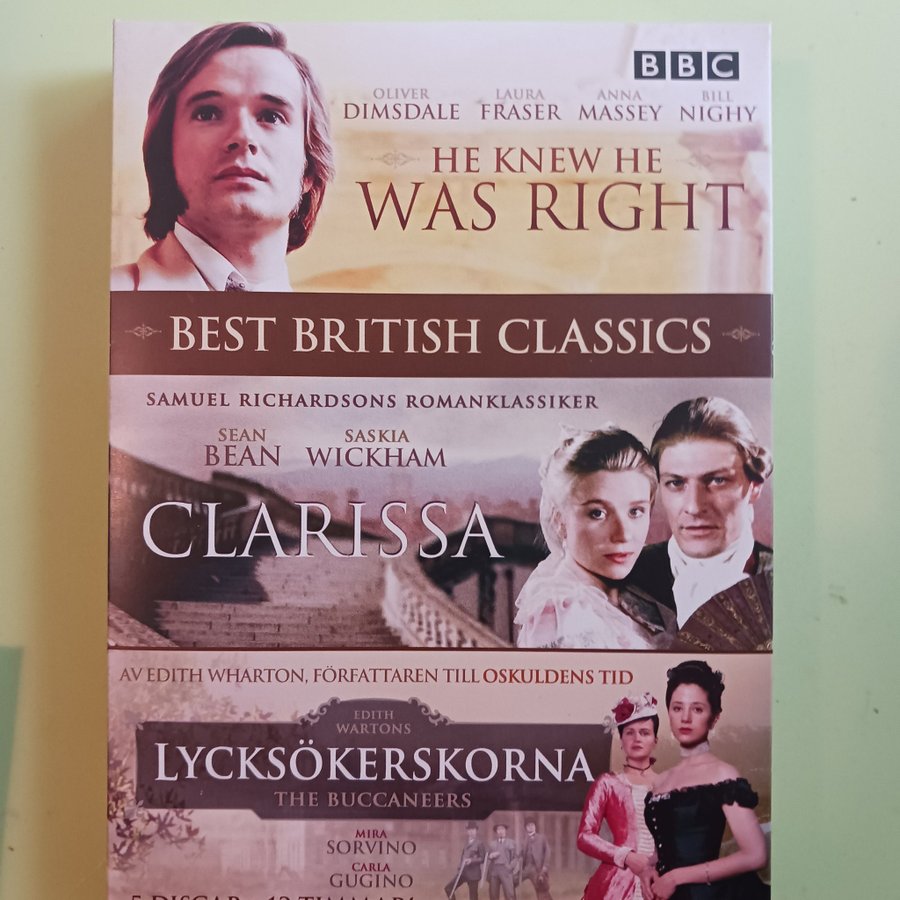 BBC
OLIVER DIMSDALE LAURA FRASER ANNA MASSEY BILL NIGHY
HE KNEW HE
WAS RIGHT
BEST BRITISH CLASSICS
SAMUEL RICHARDSONS ROMANKLASSIKER
SEAN BEAN SASKIA WICKHAM
CLARISSA
AV EDITH WHARTON, FÖRFATTAREN TILL OSKULDENS TID
EDITH
WARTONS
LYCKSÖKERSKORNA
THE BUCCANEERS
MIRA
SORVINO
CARLA
GUGINO
5 DISCAR